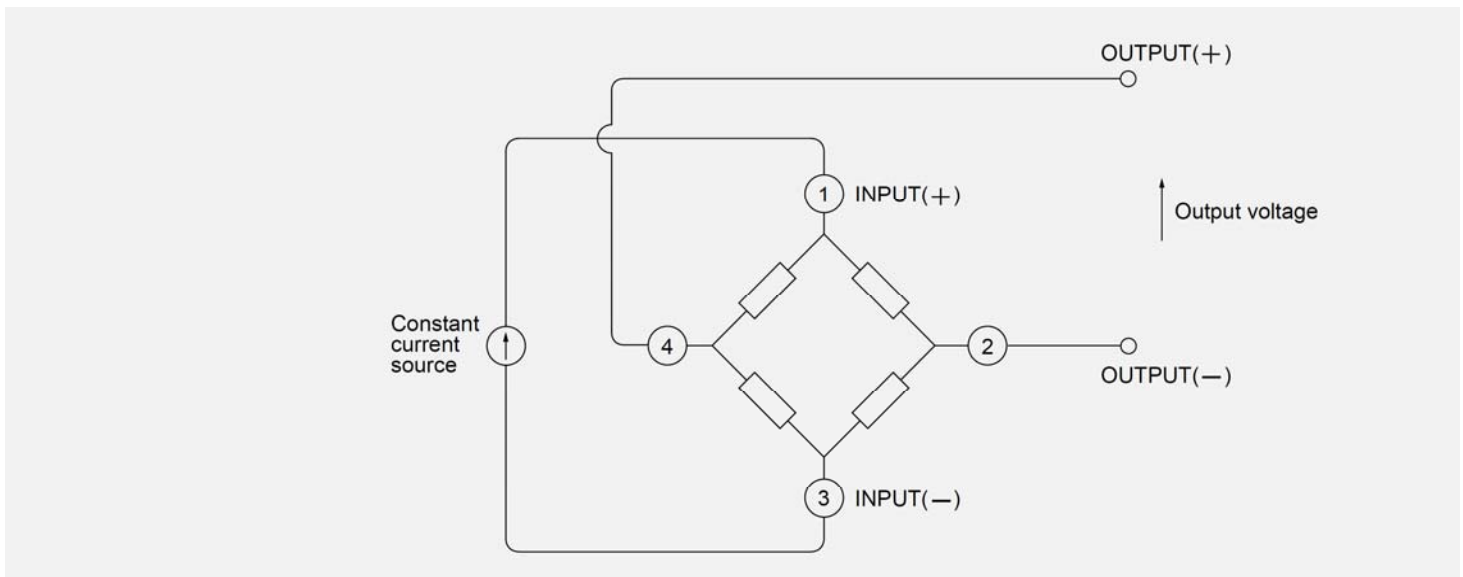 OUTPUT(+)
1
INPUT(+)
Output voltage
Constant
current
source
4
2
OUTPUT(—)
3
INPUT(—)